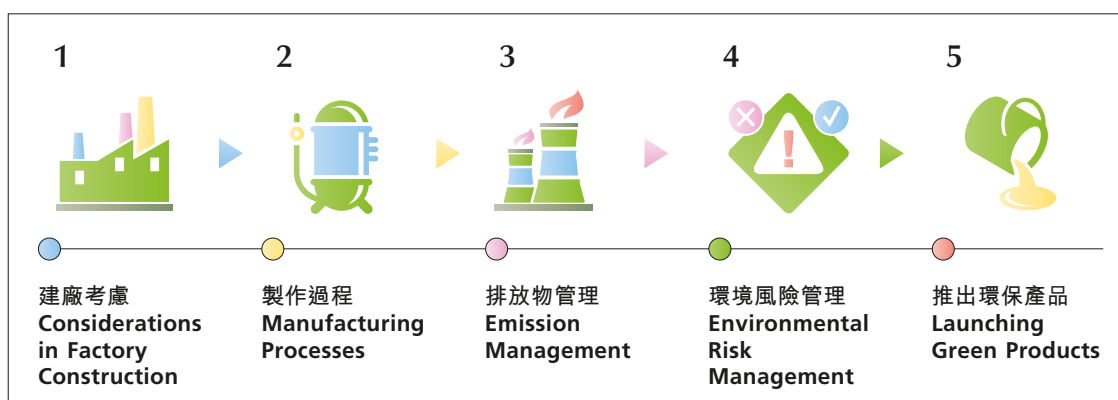 1
2
3
4
5
建廠考慮
Considerations
in Factory
Construction
製作過程
Manufacturing
Processes
排放物管理
Emission
Management
環境風險管理
Environmental
Risk
Management
推出環保產品
Launching
Green Products